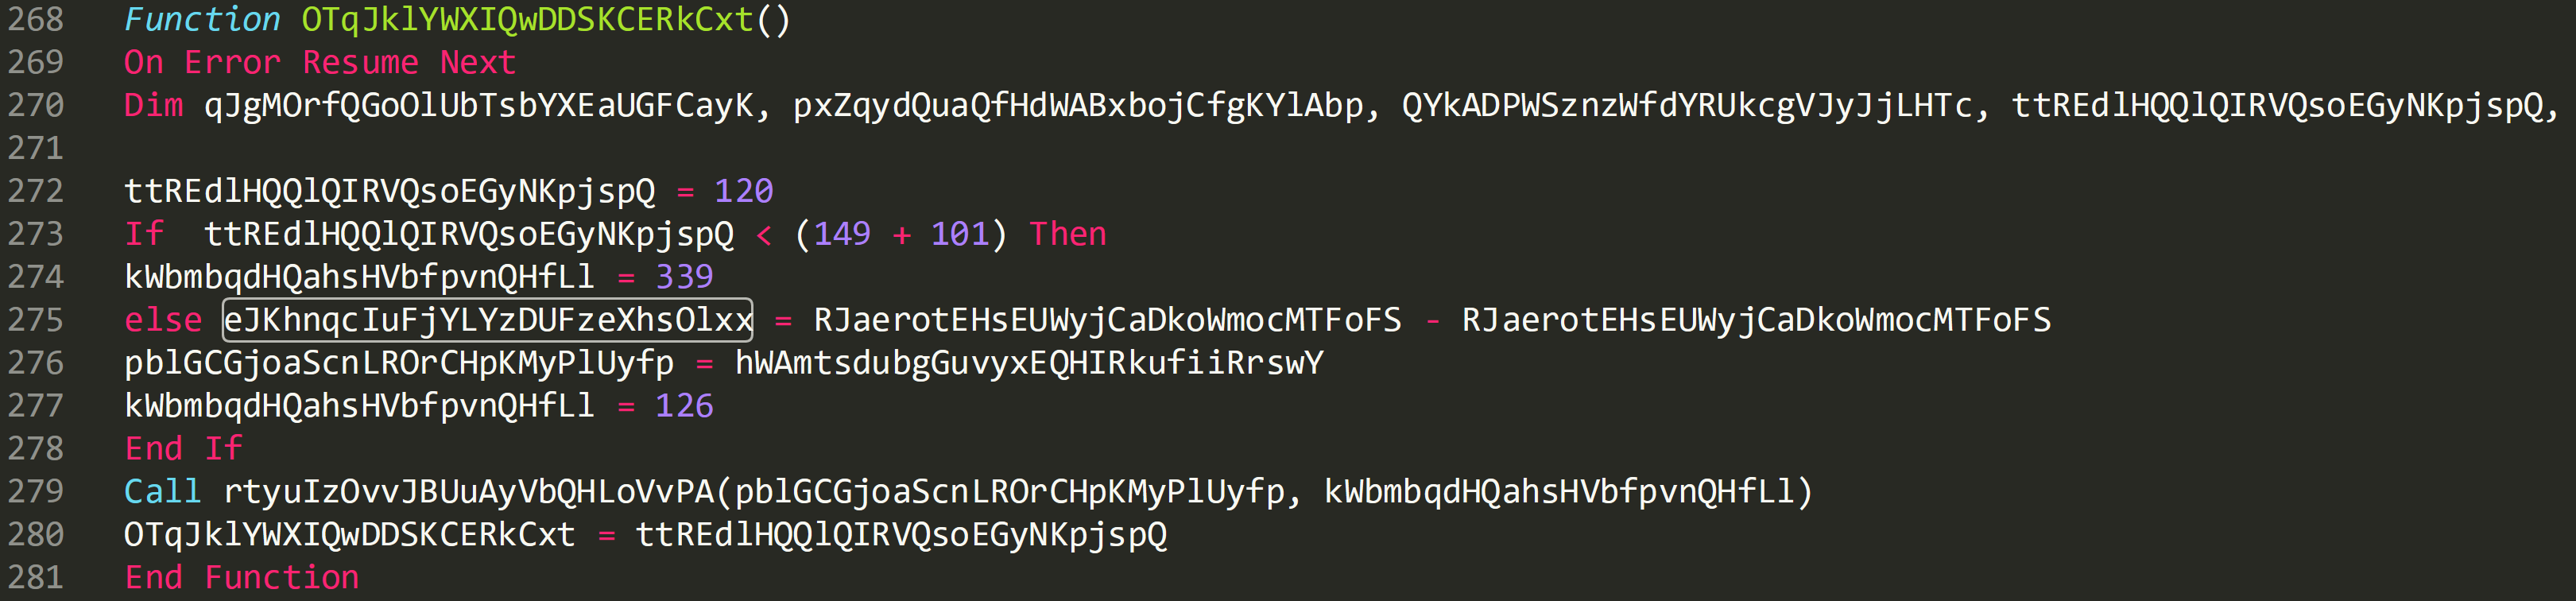 268 Function OTqJklYWXIQwDDSKCERkCxt()
269 On Error Resume Next
270 Dim qJgMOrfQGoOlUbTsbYXEaUGFCayK, pxZqydQuaQfHdWABxbojCfgKYlAbp, QYkADPWSznzWfdYRUkcgVJyJjLHTc, ttREdlHQQlQIRVQsoEGyNKpjspQ,
271
272 ttREdlHQQlQIRVQsoEGyNKpjspQ = 120
273 If  ttREdlHQQlQIRVQsoEGyNKpjspQ < (149 + 101) Then
274 kWbmbqdHQahsHVbfpvnQHfLl = 339
275 else eJKhnqcIuFjYLYzDUFzeXhsOlxx = RJaerotEHsEUWyjCaDkoWmocMTFoFS - RJaerotEHsEUWyjCaDkoWmocMTFoFS
276 pblGCGjoaScnLROrCHpKMyPlUyfp = hWAmtsdubgGuvyxEQHIRkufiiRrswY
277 kWbmbqdHQahsHVbfpvnQHfLl = 126
278 End If
279 Call rtyuIzOvvJBUuAyVbQHLoVvPA(pblGCGjoaScnLROrCHpKMyPlUyfp, kWbmbqdHQahsHVbfpvnQHfLl)
280 OTqJklYWXIQwDDSKCERkCxt = ttREdlHQQlQIRVQsoEGyNKpjspQ
281 End Function